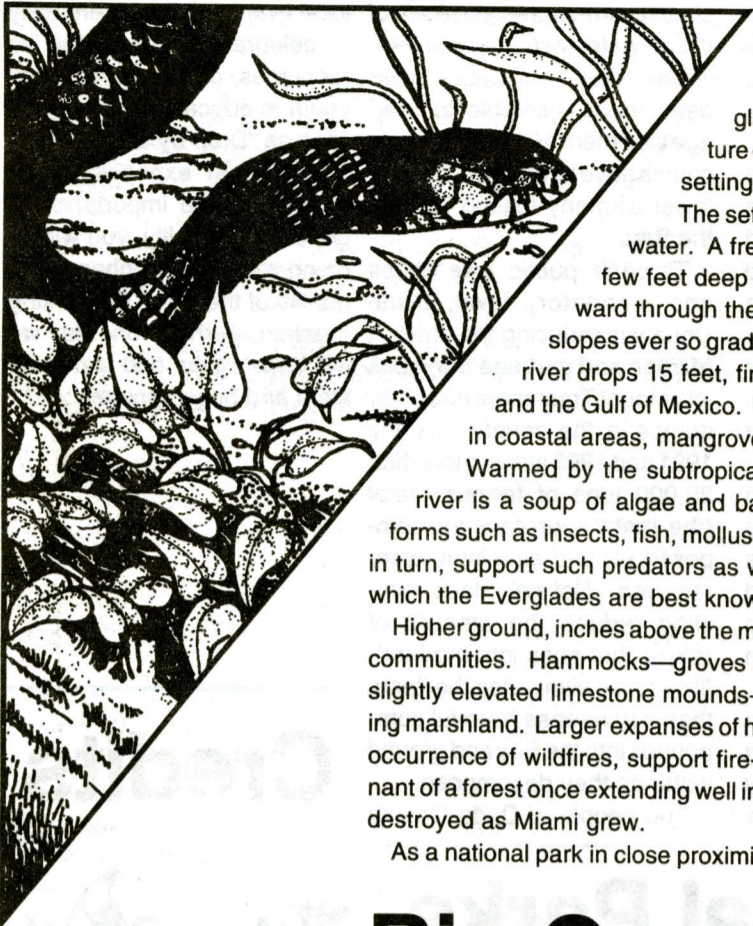 gl
ture
setting
The se
water. A fre
few feet deep
ward through the
slopes ever so grad
river drops 15 feet, fir
and the Gulf of Mexico.
in coastal areas, mangrove
Warmed by the subtropica
river is a soup of algae and ba
forms such as insects, fish, mollus
in turn, support such predators as w
which the Everglades are best know
Higher ground, inches above the m
communities. Hammocks—groves
slightly elevated limestone mounds-
ing marshland. Larger expanses of h
occurrence of wildfires, support fire-
nant of a forest once extending well in
destroyed as Miami grew.
As a national park in close proximi